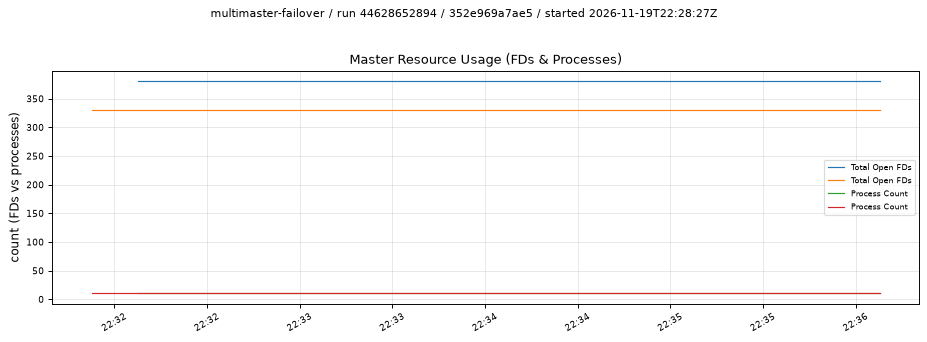 multimaster-failover / run 44628652894 / 352e969a7ae5 / started 2026-11-19T22:28:27Z
Master Resource Usage (FDs & Processes)
count (FDs vs processes)
350
300
250
200
150
100
50
0
Total Open FDs
Total Open FDs
Process Count
Process Count
22:32
22:32
22:33
22:33
22:34
22:34
22:35
22:35
22:36